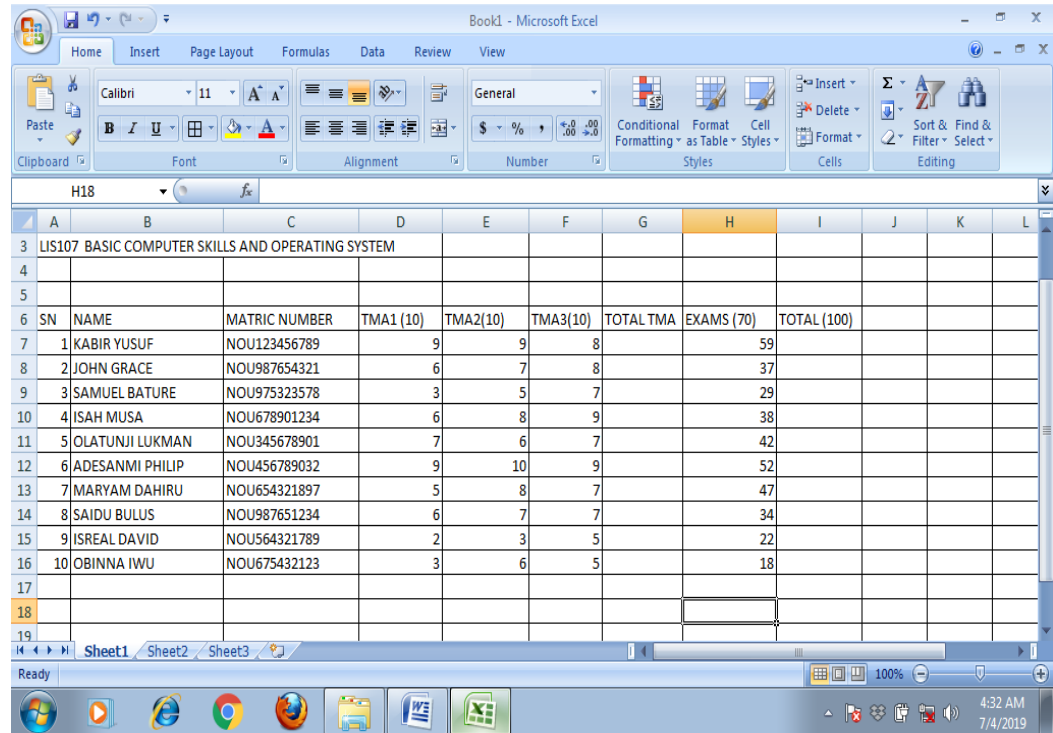 Book1 - Microsoft Excel
Home Insert Page Layout Formulas Data Review View
Calibri 11 A A General Insert Σ
Delete
Paste B I U A $ % , .0 .00 .00 .0 Conditional Formatting Format as Table Cell Styles Format Sort & Filter Find & Select
Clipboard Font Alignment Number Styles Cells Editing
H18 fx
A B C D E F G H I J K L
3 LIS107 BASIC COMPUTER SKILLS AND OPERATING SYSTEM
4
5
6 SN NAME MATRIC NUMBER TMA1 (10) TMA2(10) TMA3(10) TOTAL TMA EXAMS (70) TOTAL (100)
7 1 KABIR YUSUF NOU123456789 9 9 8 59
8 2 JOHN GRACE NOU987654321 6 7 8 37
9 3 SAMUEL BATURE NOU975323578 3 5 7 29
10 4 ISAH MUSA NOU678901234 6 8 9 38
11 5 OLATUNJI LUKMAN NOU345678901 7 6 7 42
12 6 ADESANMI PHILIP NOU456789032 9 10 9 52
13 7 MARYAM DAHIRU NOU654321897 5 8 7 47
14 8 SAIDU BULUS NOU987651234 6 7 7 34
15 9 ISREAL DAVID NOU564321789 2 3 5 22
16 10 OBINNA IWU NOU675432123 3 6 5 18
17
18
19
Sheet1 Sheet2 Sheet3
Ready 100%
4:32 AM
7/4/2019